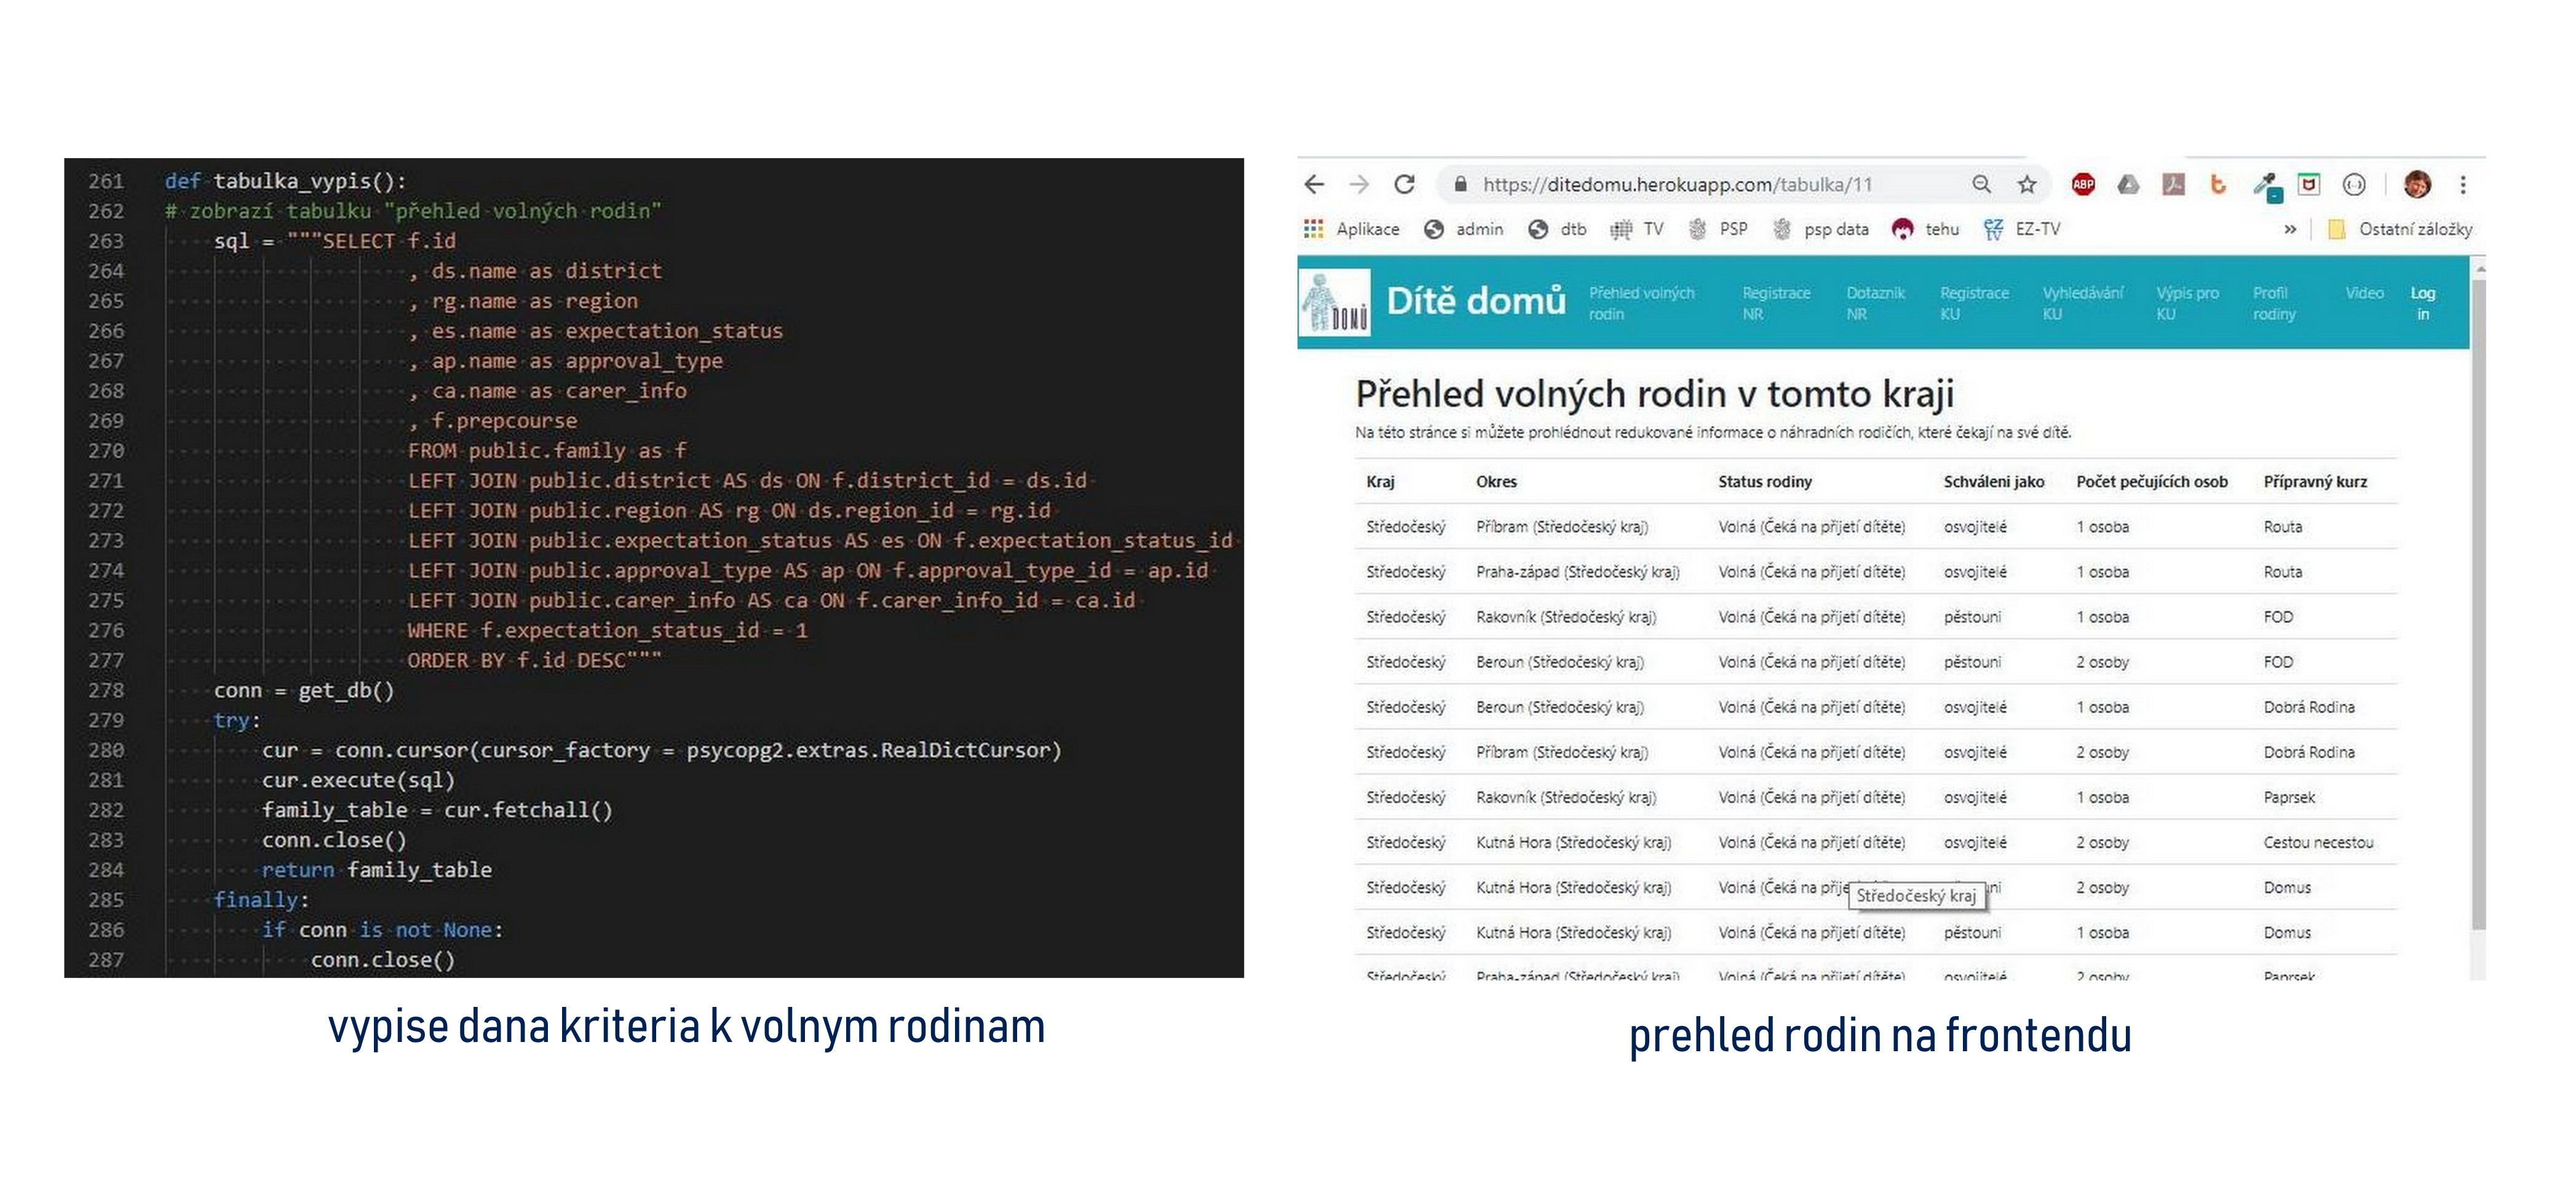 261 def tabulka_vypis():
262 # zobrazí tabulku "přehled volných rodin"
263 sql = """SELECT f.id
264 , ds.name as district
265 , rg.name as region
266 , es.name as expectation_status
267 , ap.name as approval_type
268 , ca.name as carer_info
269 , f.prepcourse
270 FROM public.family as f
271 LEFT JOIN public.district AS ds ON f.district_id = ds.id
272 LEFT JOIN public.region AS rg ON ds.region_id = rg.id
273 LEFT JOIN public.expectation_status AS es ON f.expectation_status_id
274 LEFT JOIN public.approval_type AS ap ON f.approval_type_id = ap.id
275 LEFT JOIN public.carer_info AS ca ON f.carer_info_id = ca.id
276 WHERE f.expectation_status_id = 1
277 ORDER BY f.id DESC"""
278 conn = get_db()
279 try:
280 cur = conn.cursor(cursor_factory = psycopg2.extras.RealDictCursor)
281 cur.execute(sql)
282 family_table = cur.fetchall()
283 conn.close()
284 return family_table
285 finally:
286 if conn is not None:
287 conn.close()
vypise dana kriteria k volnym rodinam
https://ditedomu.herokuapp.com/tabulka/11 ABP
Aplikace admin dtb TV PSP psp data tehu EZ-TV » Ostatní záložky
DOMŮ Dítě domů Přehled volných rodin Registrace NR Dotazník NR Registrace KU Vyhledávání KU Výpis pro KU Profil rodiny Video Log in
Přehled volných rodin v tomto kraji
Na této stránce si můžete prohlédnout redukované informace o náhradních rodičích, které čekají na své dítě.
Kraj Okres Status rodiny Schváleni jako Počet pečujících osob Přípravný kurz
Středočeský Příbram (Středočeský kraj) Volná (Čeká na přijetí dítěte) osvojitelé 1 osoba Routa
Středočeský Praha-západ (Středočeský kraj) Volná (Čeká na přijetí dítěte) osvojitelé 1 osoba Routa
Středočeský Rakovník (Středočeský kraj) Volná (Čeká na přijetí dítěte) pěstouni 1 osoba FOD
Středočeský Beroun (Středočeský kraj) Volná (Čeká na přijetí dítěte) pěstouni 2 osoby FOD
Středočeský Beroun (Středočeský kraj) Volná (Čeká na přijetí dítěte) osvojitelé 1 osoba Dobrá Rodina
Středočeský Příbram (Středočeský kraj) Volná (Čeká na přijetí dítěte) osvojitelé 2 osoby Dobrá Rodina
Středočeský Rakovník (Středočeský kraj) Volná (Čeká na přijetí dítěte) osvojitelé 1 osoba Paprsek
Středočeský Kutná Hora (Středočeský kraj) Volná (Čeká na přijetí dítěte) osvojitelé 2 osoby Cestou necestou
Středočeský Kutná Hora (Středočeský kraj) Volná (Čeká na Středočeský kraj 2 osoby Domus
Středočeský Kutná Hora (Středočeský kraj) Volná (Čeká na přijetí dítěte) pěstouni 1 osoba Domus
Středočeský Praha-západ (Středočeský kraj) Volná (Čeká na přijetí dítěte) osvojitelé 2 osoby Paprsek
prehled rodin na frontendu